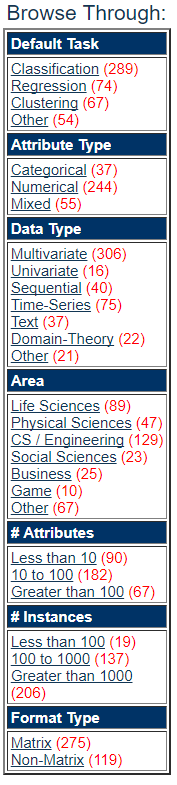 Browse Through:
Default Task
Classification (289)
Regression (74)
Clustering (67)
Other (54)
Attribute Type
Categorical (37)
Numerical (244)
Mixed (55)
Data Type
Multivariate (306)
Univariate (16)
Sequential (40)
Time-Series (75)
Text (37)
Domain-Theory (22)
Other (21)
Area
Life Sciences (89)
Physical Sciences (47)
CS / Engineering (129)
Social Sciences (23)
Business (25)
Game (10)
Other (67)
# Attributes
Less than 10 (90)
10 to 100 (182)
Greater than 100 (67)
# Instances
Less than 100 (19)
100 to 1000 (137)
Greater than 1000
(206)
Format Type
Matrix (275)
Non-Matrix (119)